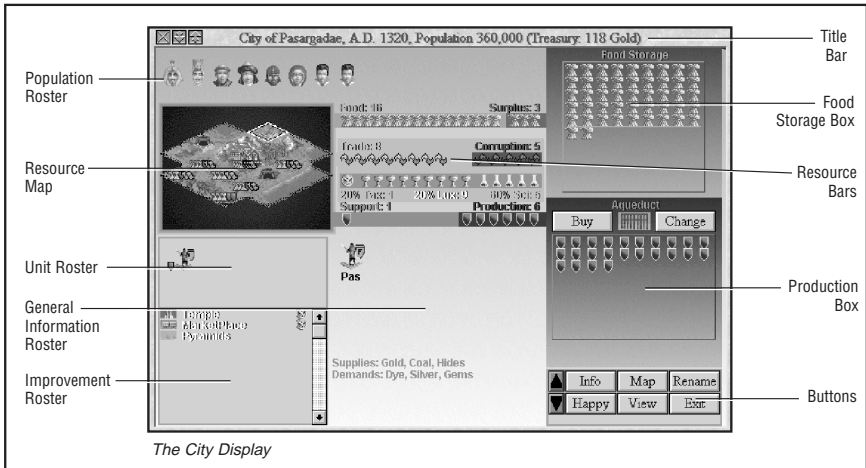 City of Pasargadae, A.D. 1320, Population 360,000 (Treasury: 118 Gold)
Title
Bar
Population
Roster
Food Storage
Food
Storage Box
Food: 16
Surplus: 3
Resource
Map
Trade: 8
Corruption: 5
Resource
Bars
20% Tax: 1
20% Lux: 9
60% Sci: 5
Support: 1
Production: 6
Aqueduct
Buy
Change
Unit Roster
Pas
Production
Box
General
Information
Roster
Temple
MarketPlace
Pyramids
Supplies: Gold, Coal, Hides
Demands: Dye, Silver, Gems
Improvement
Roster
Info
Map
Rename
Happy
View
Exit
Buttons
The City Display